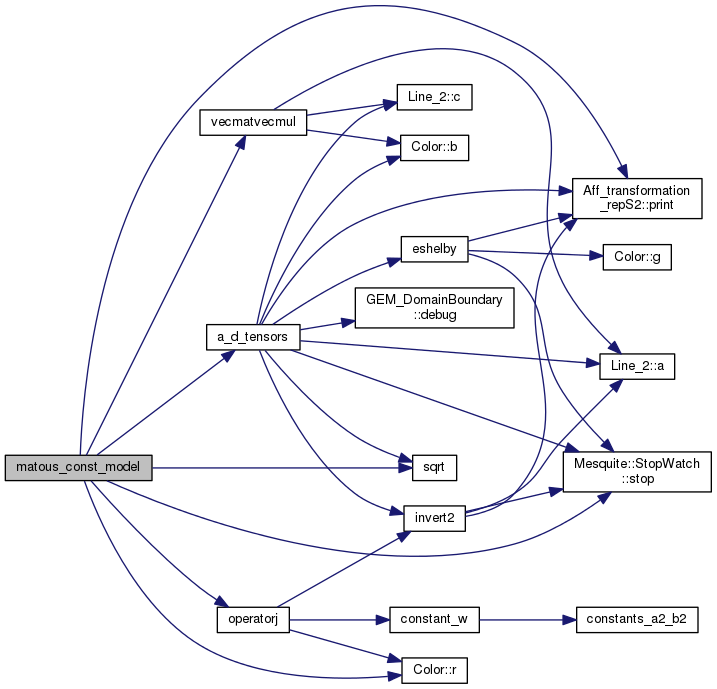 Line_2::c
vecmatvecmul
Color::b
Aff_transformation
_repS2::print
eshelby
Color::g
GEM_DomainBoundary
::debug
a_d_tensors
Line_2::a
matous_const_model
sqrt
Mesquite::StopWatch
::stop
invert2
operatorj
constant_w
constants_a2_b2
Color::r